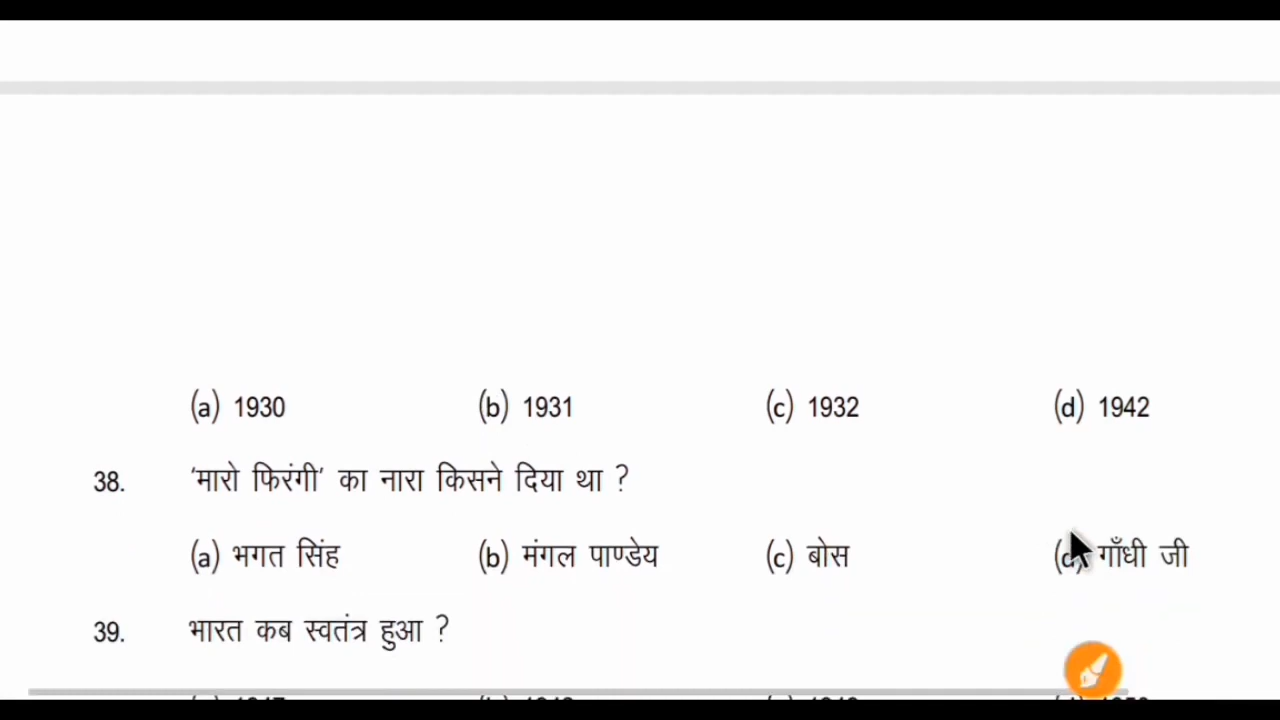 (a) 1930 (b) 1931 (c) 1932 (d) 1942
38. 'मारो फिरंगी' का नारा किसने दिया था ?
(a) भगत सिंह (b) मंगल पाण्डेय (c) बोस (d) गाँधी जी
39. भारत कब स्वतंत्र हुआ ?